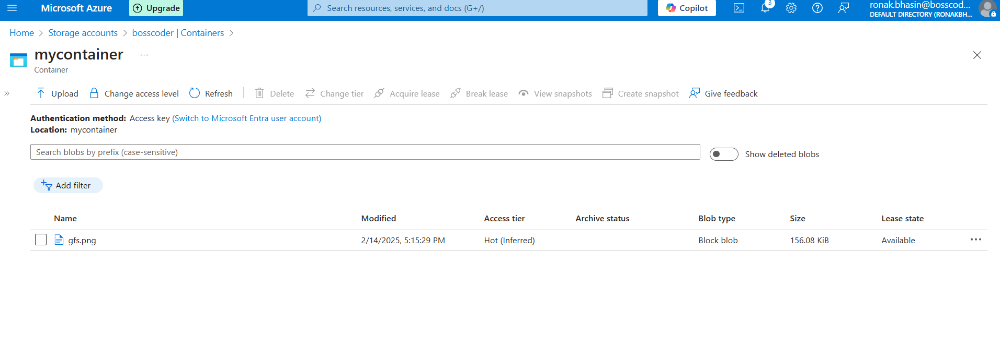 Microsoft Azure
Upgrade
Search resources, services, and docs (G+/)
Copilot
3
ronak.bhasin@bosscod...
DEFAULT DIRECTORY (RONAKBH...
Home > Storage accounts > bosscoder | Containers >
mycontainer ...
Container
Upload Change access level Refresh Delete Change tier Acquire lease Break lease View snapshots Create snapshot Give feedback
Authentication method: Access key (Switch to Microsoft Entra user account)
Location: mycontainer
Search blobs by prefix (case-sensitive)
Show deleted blobs
Add filter
Name Modified Access tier Archive status Blob type Size Lease state
gfs.png 2/14/2025, 5:15:29 PM Hot (Inferred) Block blob 156.08 KiB Available ...